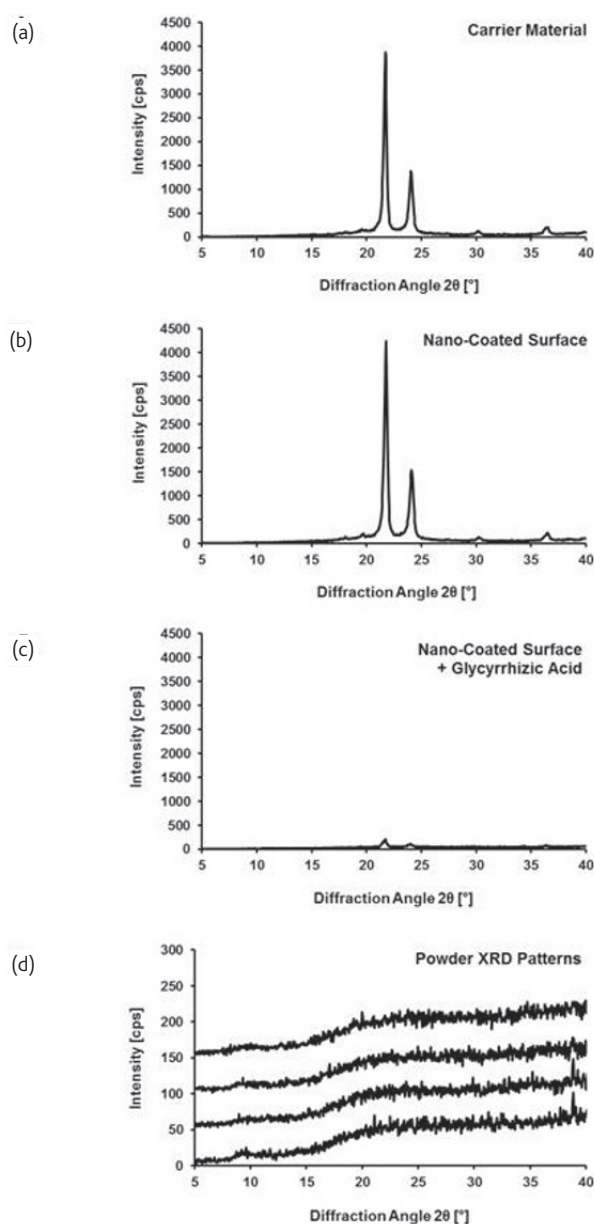 (a)
Carrier Material
Intensity [cps]
4500
4000
3500
3000
2500
2000
1500
1000
500
0
5 10 15 20 25 30 35 40
Diffraction Angle 2θ [°]
(b)
Nano-Coated Surface
Intensity [cps]
4500
4000
3500
3000
2500
2000
1500
1000
500
0
5 10 15 20 25 30 35 40
Diffraction Angle 2θ [°]
(c)
Nano-Coated Surface
+ Glycyrrhizic Acid
Intensity [cps]
4500
4000
3500
3000
2500
2000
1500
1000
500
0
5 10 15 20 25 30 35 40
Diffraction Angle 2θ [°]
(d)
Powder XRD Patterns
Intensity [cps]
300
250
200
150
100
50
0
5 10 15 20 25 30 35 40
Diffraction Angle 2θ [°]